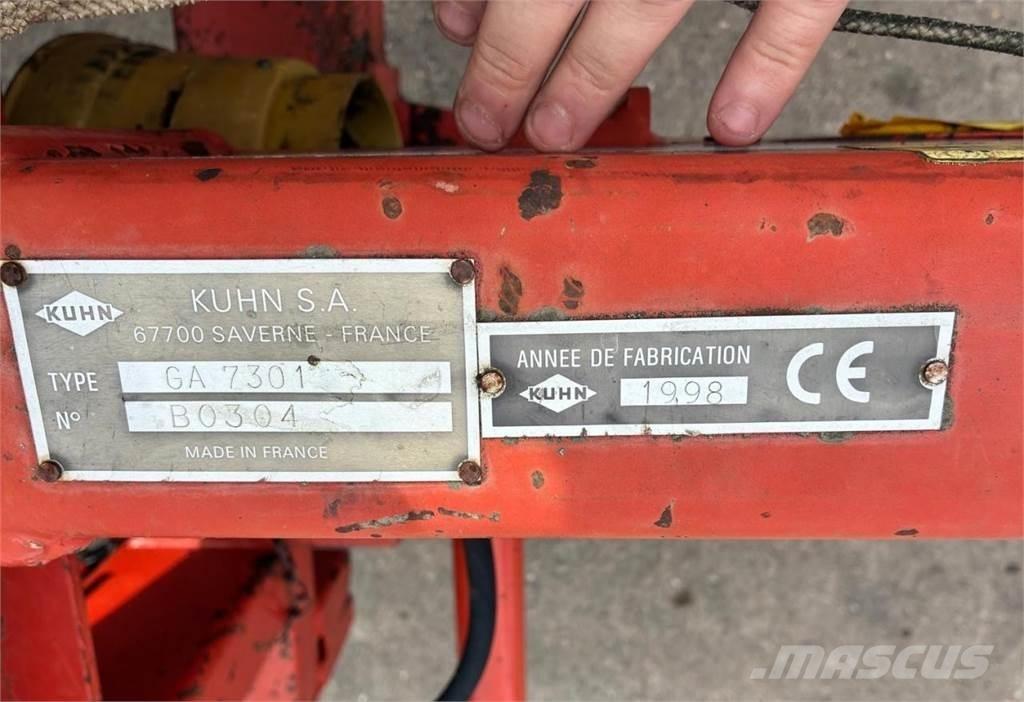 KUHN
KUHN S.A.
67700 SAVERNE - FRANCE
TYPE GA 7301
N° B0304
MADE IN FRANCE
ANNEE DE FABRICATION
KUHN 1998
CE
MASCUS